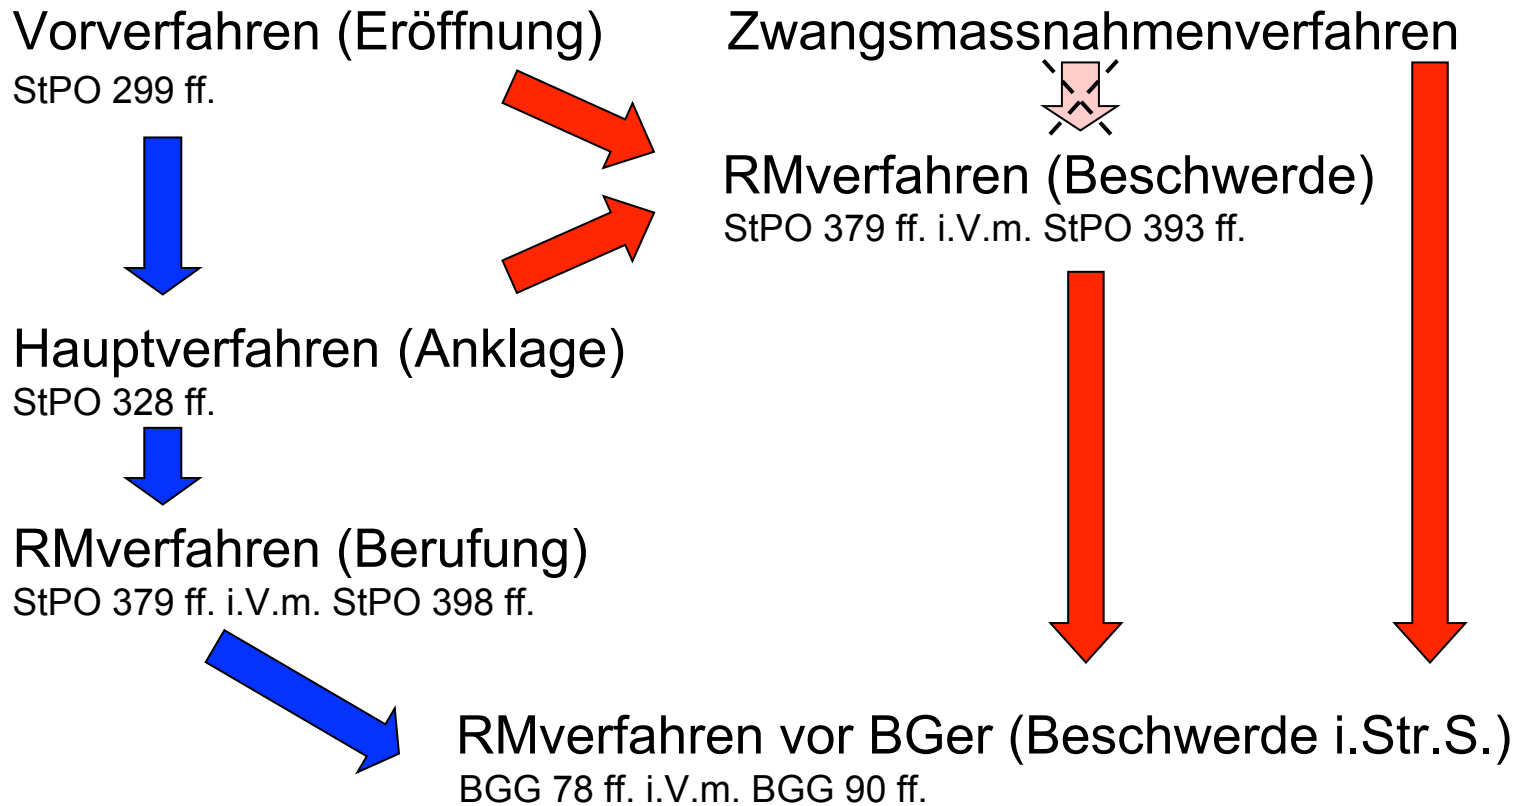 Vorverfahren (Eröffnung)
StPO 299 ff.
Zwangsmassnahmenverfahren
RMverfahren (Beschwerde)
StPO 379 ff. i.V.m. StPO 393 ff.
Hauptverfahren (Anklage)
StPO 328 ff.
RMverfahren (Berufung)
StPO 379 ff. i.V.m. StPO 398 ff.
RMverfahren vor BGer (Beschwerde i.Str.S.)
BGG 78 ff. i.V.m. BGG 90 ff.